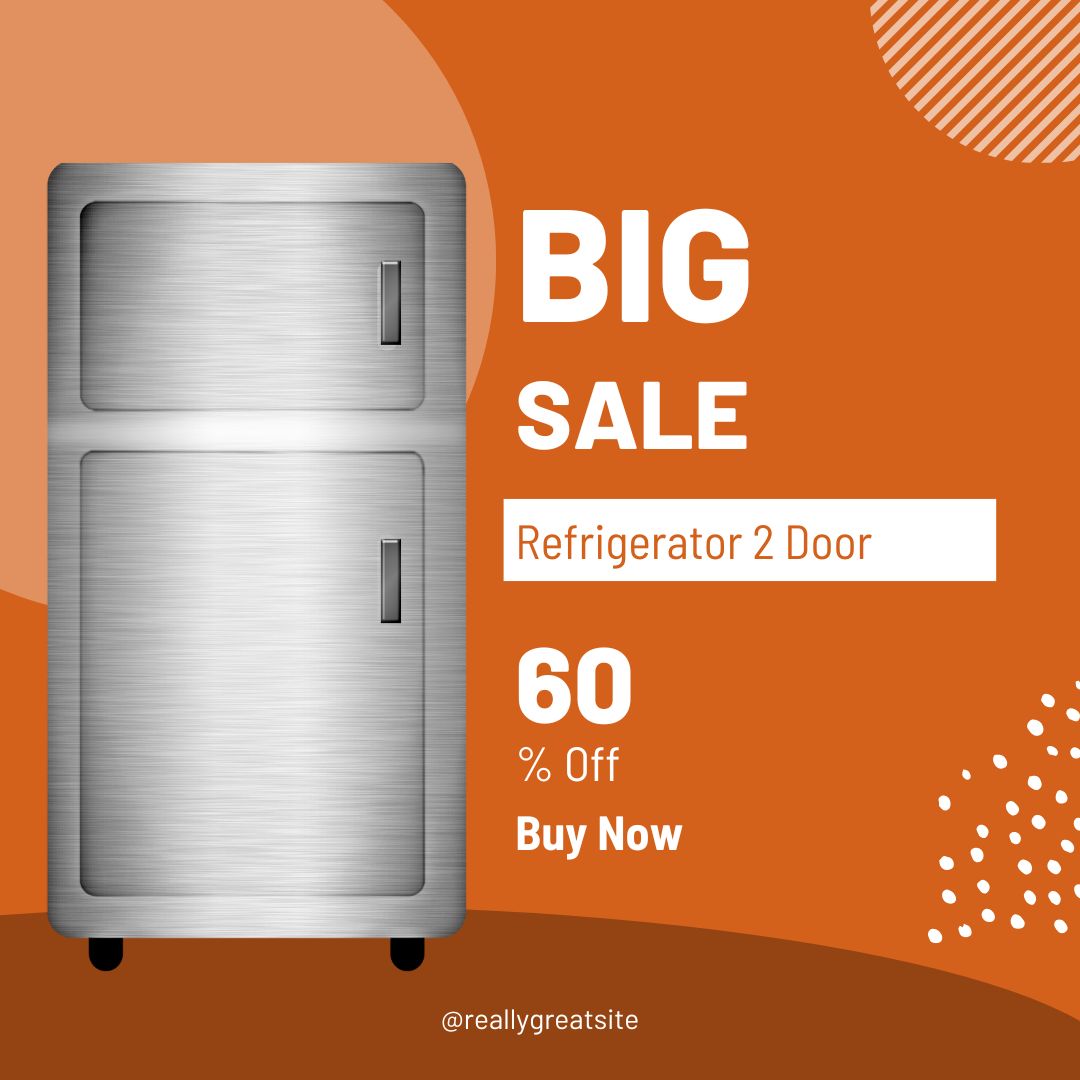 BIG
SALE
Refrigerator 2 Door
60
% Off
Buy Now
@reallygreatsite